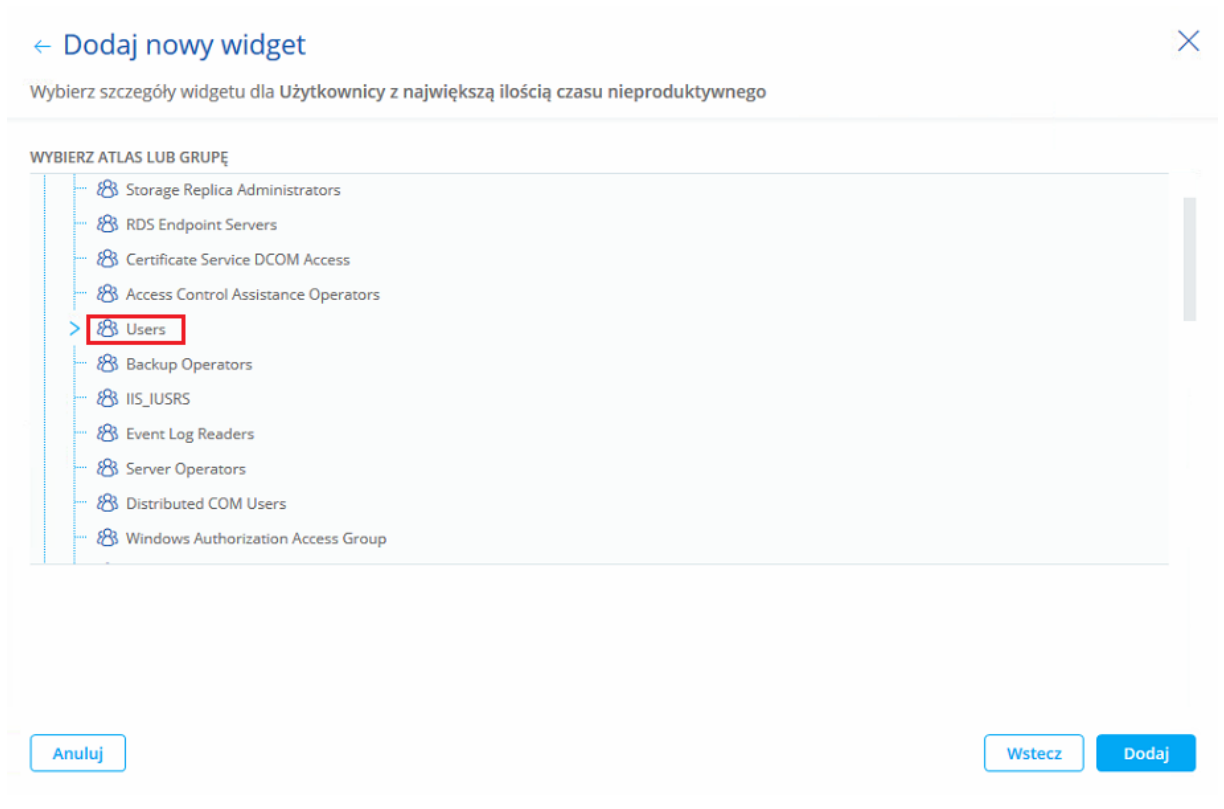 ← Dodaj nowy widget
Wybierz szczegóły widgetu dla Użytkownicy z największą ilością czasu nieproduktywnego
WYBIERZ ATLAS LUB GRUPĘ
Storage Replica Administrators
RDS Endpoint Servers
Certificate Service DCOM Access
Access Control Assistance Operators
Users
Backup Operators
IIS_IUSRS
Event Log Readers
Server Operators
Distributed COM Users
Windows Authorization Access Group
Anuluj Wstecz Dodaj